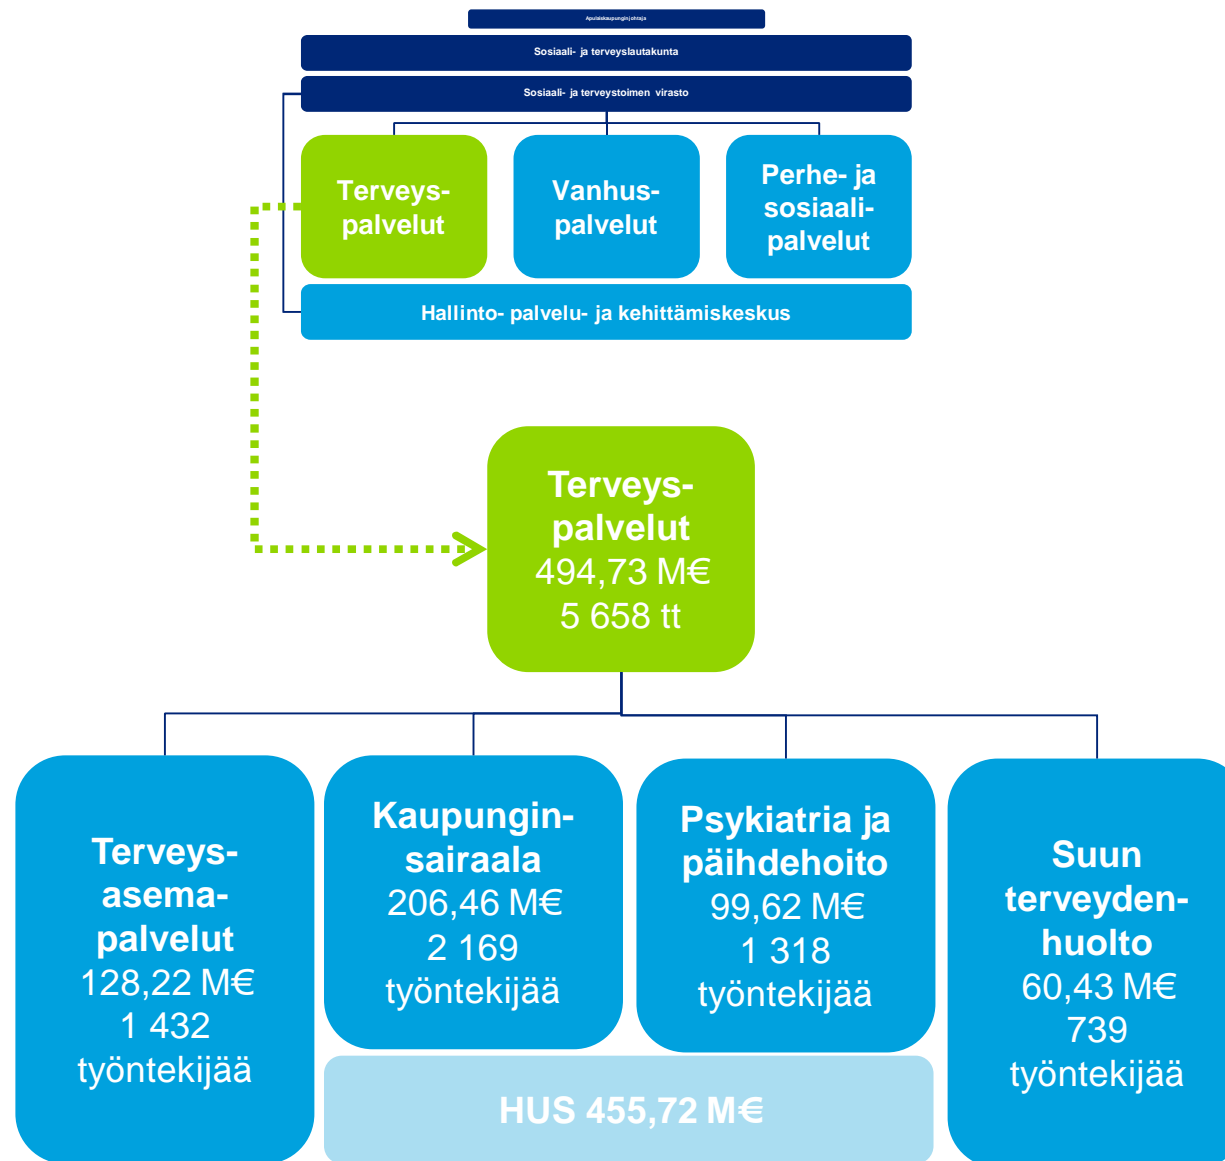 Apulaiskaupunginjohtaja
Sosiaali- ja terveyslautakunta
Sosiaali- ja terveystoimen virasto
Terveys-
palvelut
Vanhus-
palvelut
Perhe- ja
sosiaali-
palvelut
Hallinto- palvelu- ja kehittämiskeskus
Terveys-
palvelut
494,73 M€
5 658 tt
Terveys-
asema-
palvelut
128,22 M€
1 432
työntekijää
Kaupungin-
sairaala
206,46 M€
2 169
työntekijää
Psykiatria ja
päihdehoito
99,62 M€
1 318
työntekijää
Suun
terveyden-
huolto
60,43 M€
739
työntekijää
HUS 455,72 M€